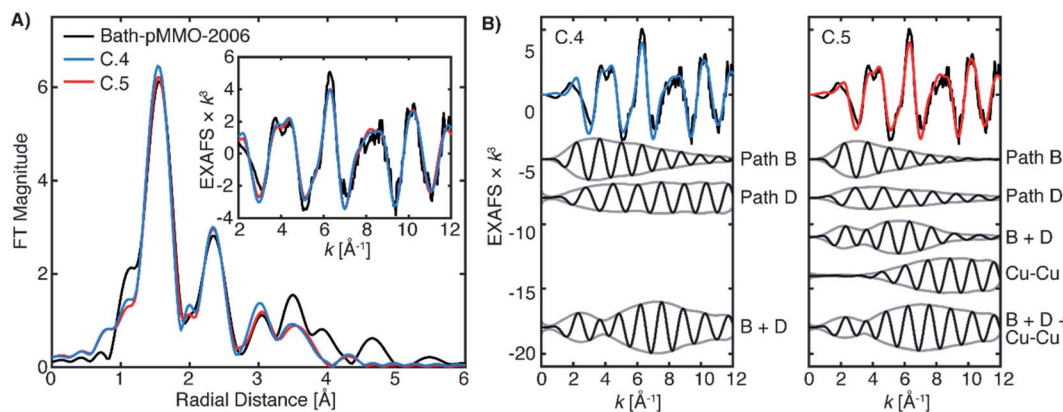 A)
Bath-pMMO-2006
C.4
C.5
FT Magnitude
6
4
2
0
0 1 2 3 4 5 6
Radial Distance [Å]
EXAFS × k³
6
4
2
0
-2
-4
2 4 6 8 10 12
k [Å⁻¹]
B)
EXAFS × k³
5
0
-5
-10
-15
-20
C.4
Path B
Path D
B + D
0 2 4 6 8 10 12
k [Å⁻¹]
C.5
Path B
Path D
B + D
Cu-Cu
B + D +
Cu-Cu
0 2 4 6 8 10 12
k [Å⁻¹]